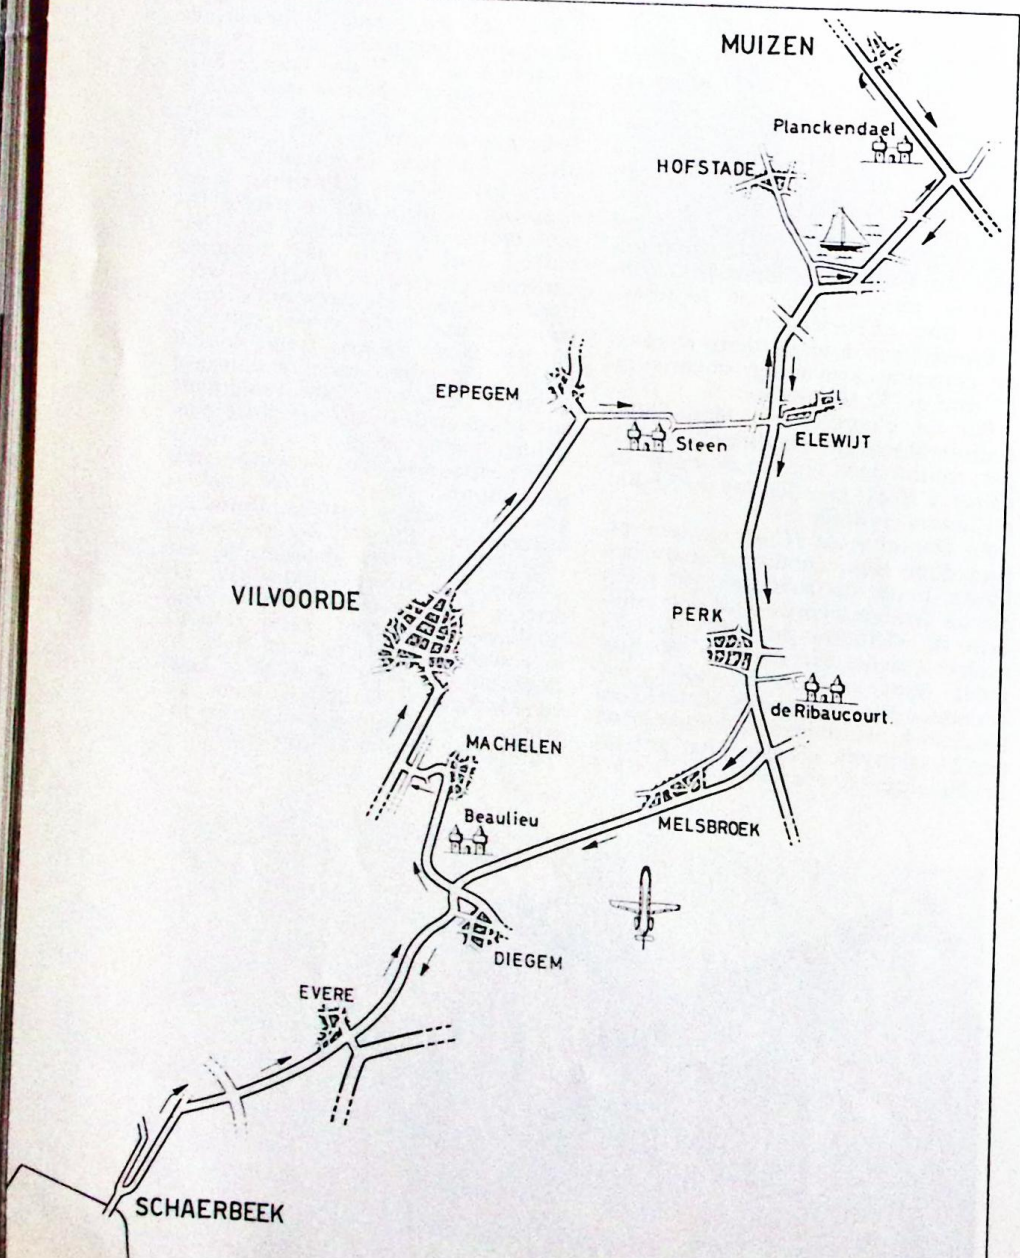 MUIZEN
Planckendael
HOFSTADE
EPPEGEM
Steen
ELEWIJT
VILVOORDE
PERK
de Ribaucourt.
MACHELEN
Beaulieu
MELSBROEK
DIEGEM
EVERE
SCHAERBEEK